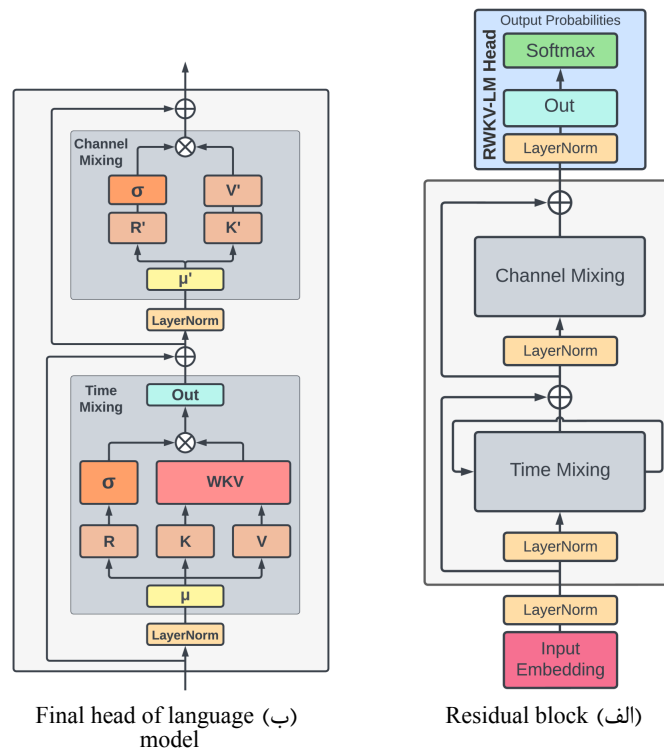 Channel
Mixing
σ
V'
R'
K'
μ'
LayerNorm
Time
Mixing
Out
σ
WKV
R
K
V
μ
LayerNorm
Final head of language (ب)
model
Output Probabilities
RWKV-LM Head
Softmax
Out
LayerNorm
Channel Mixing
LayerNorm
Time Mixing
LayerNorm
LayerNorm
Input
Embedding
Residual block (الف)